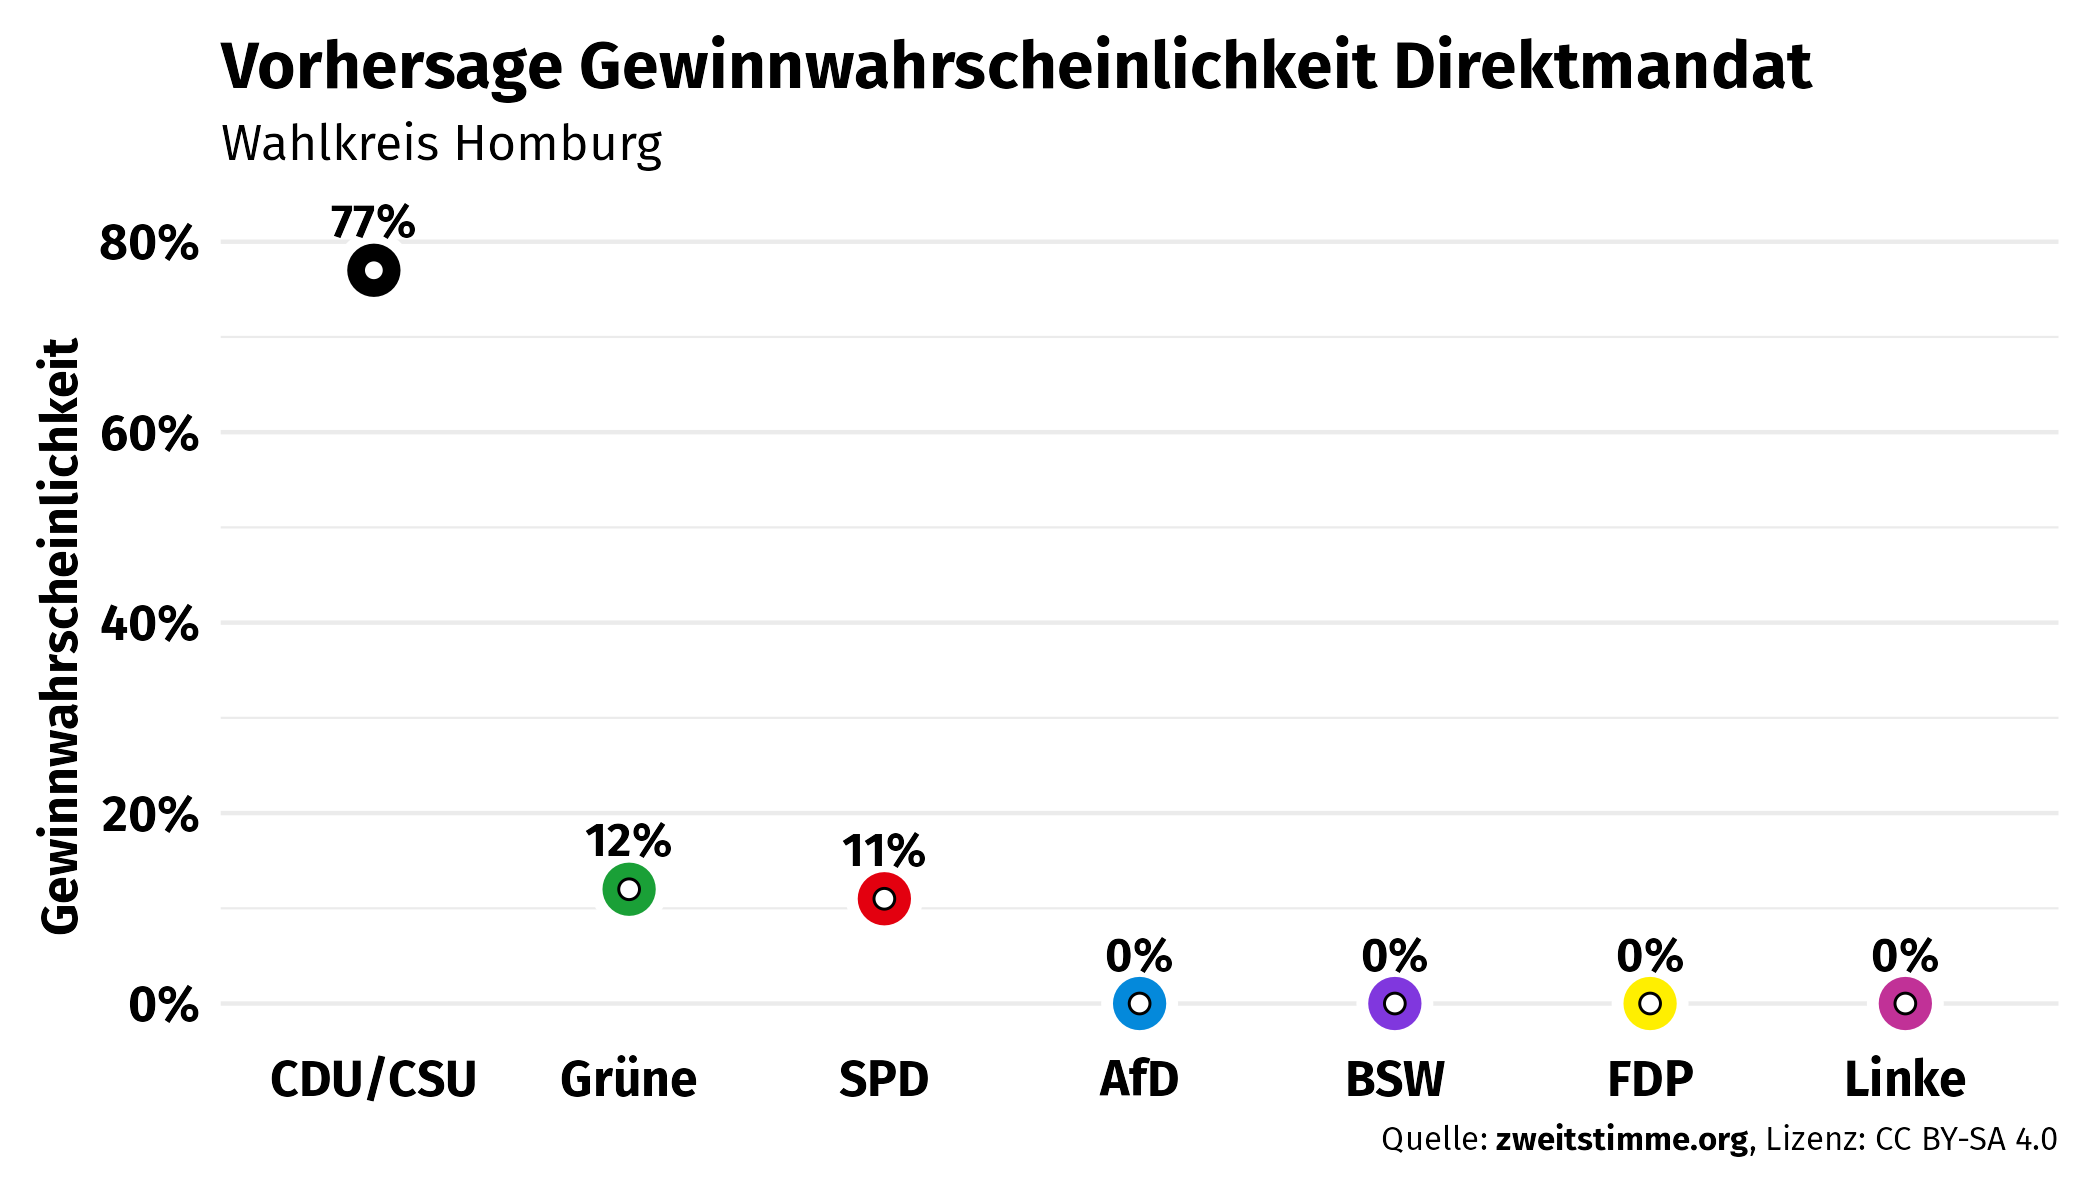 Vorhersage Gewinnwahrscheinlichkeit Direktmandat
Wahlkreis Homburg
Gewinnwahrscheinlichkeit
80%
60%
40%
20%
0%
77%
12%
11%
0%
0%
0%
0%
CDU/CSU Grüne SPD AfD BSW FDP Linke
Quelle: zweitstimme.org, Lizenz: CC BY-SA 4.0